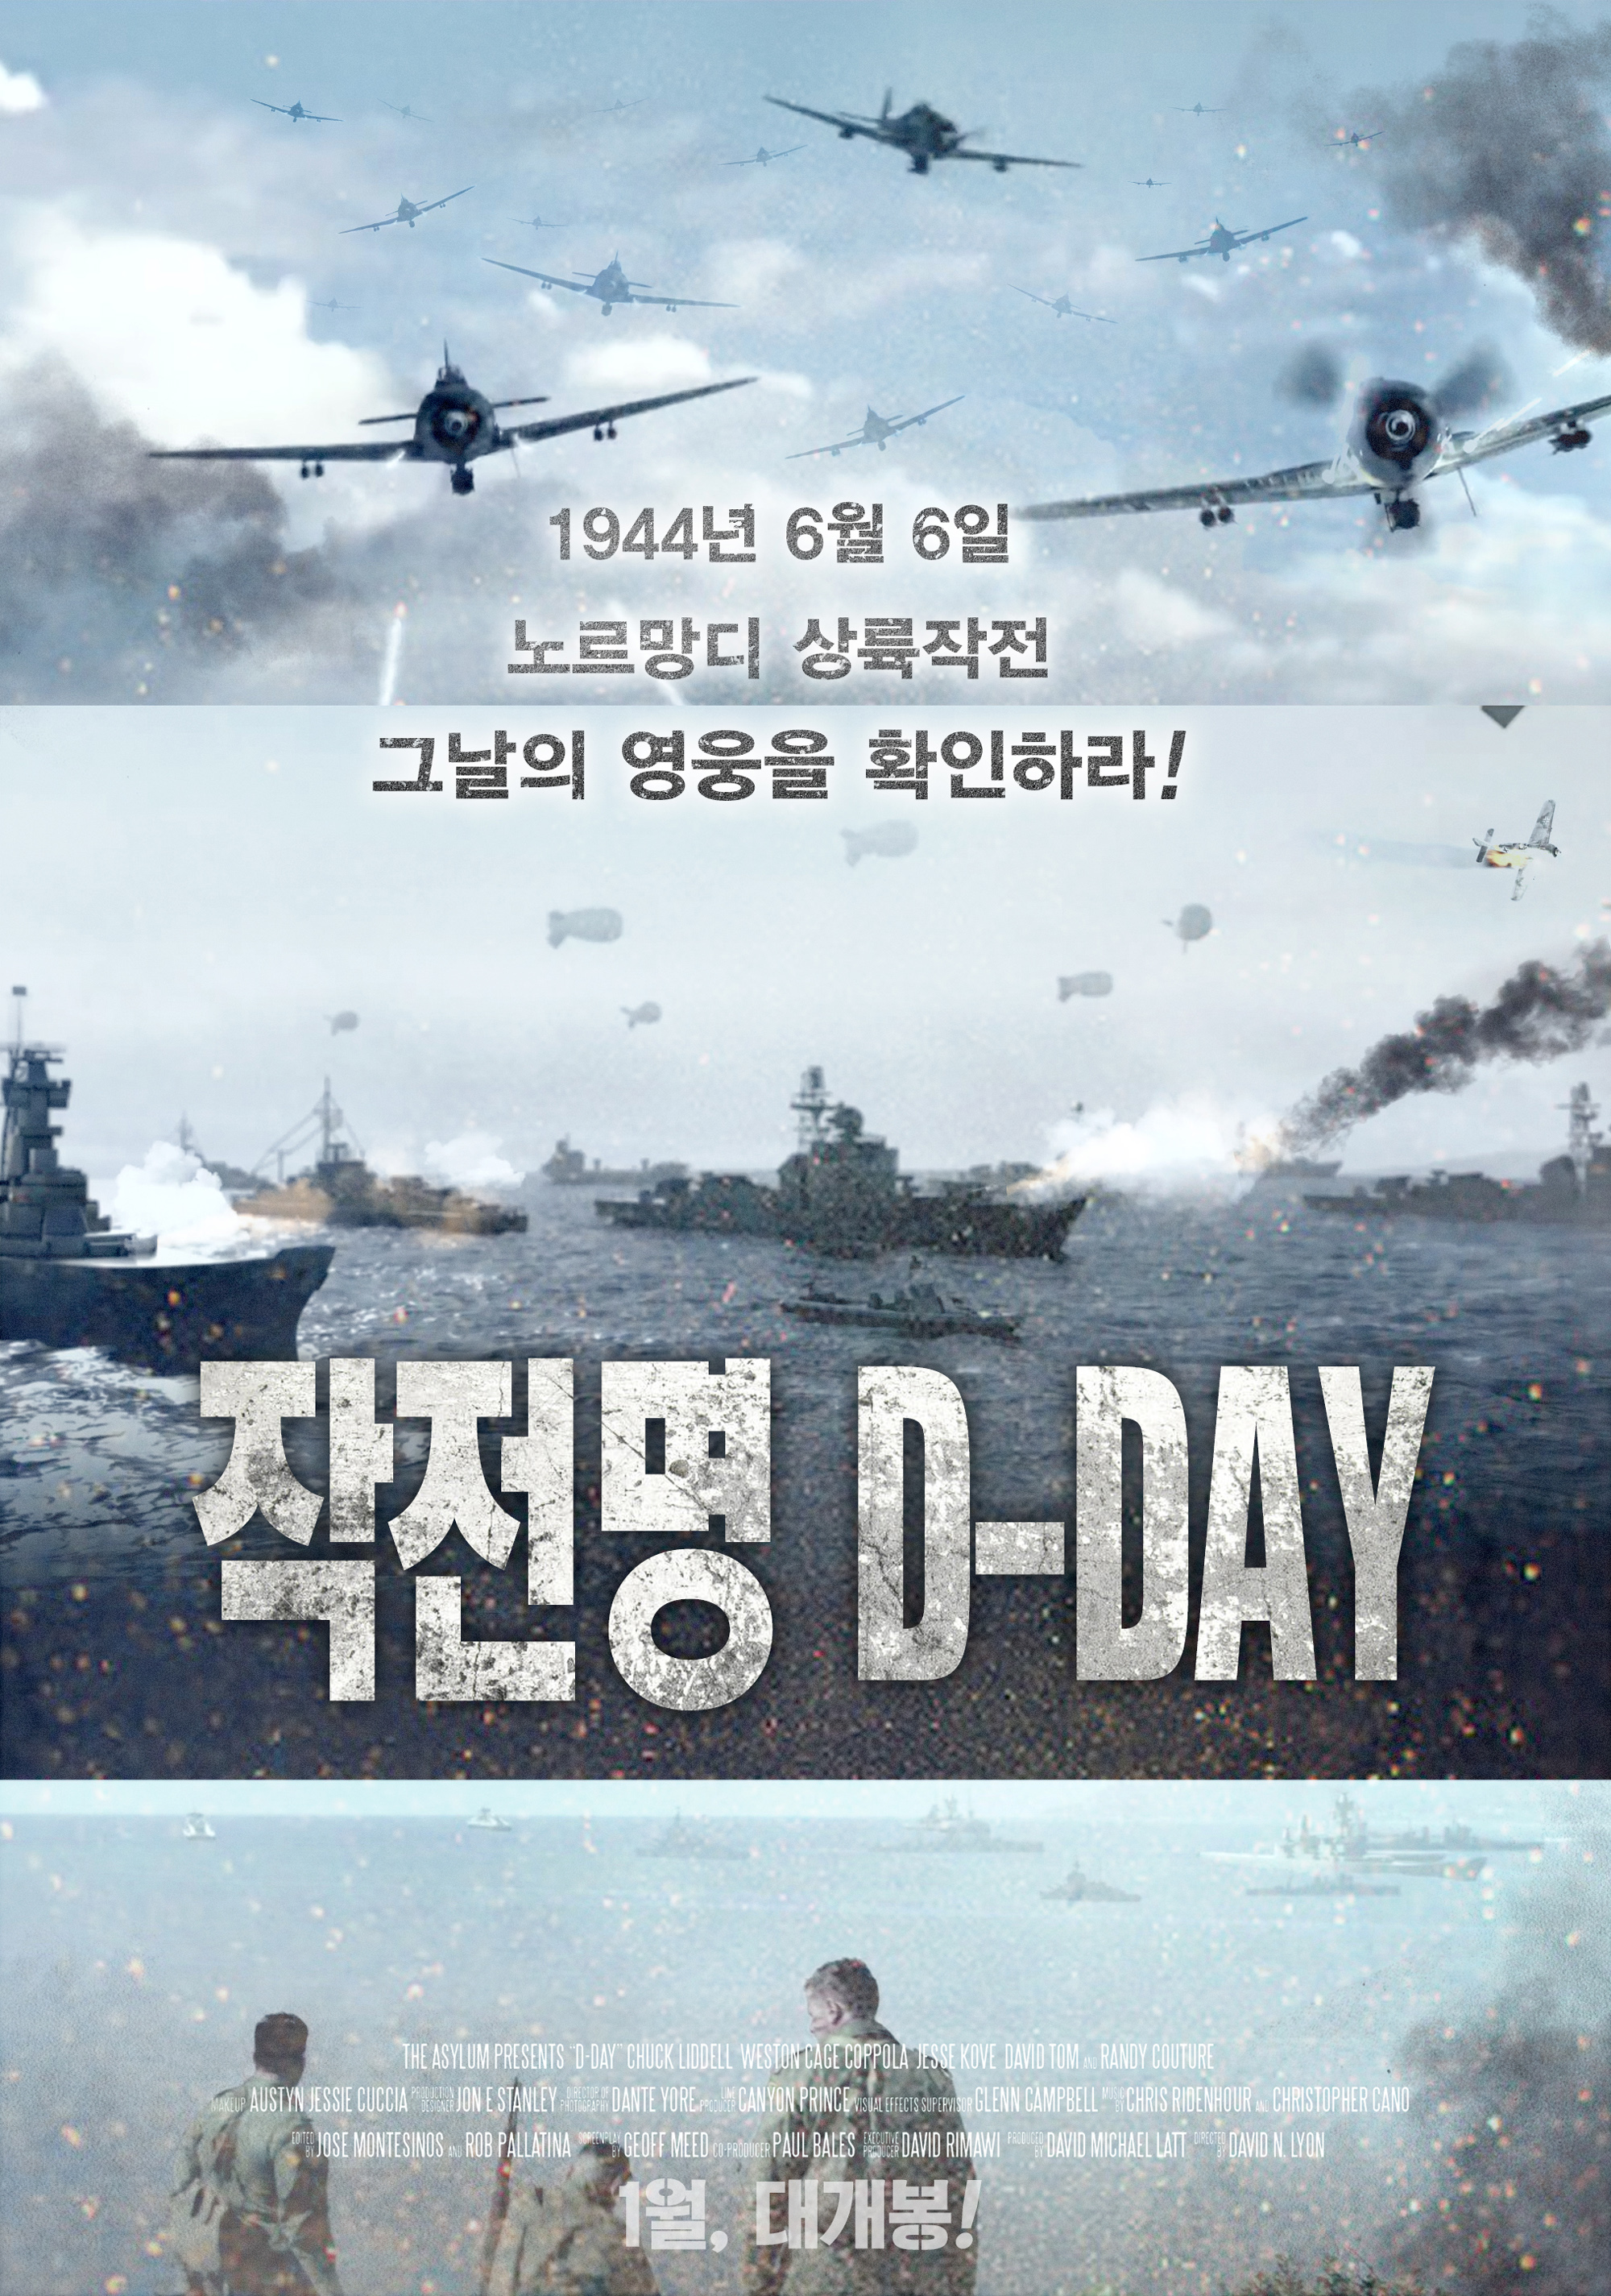 1944년 6월 6일
노르망디 상륙작전
그날의 영웅을 확인하라!
작전명 D-DAY
THE ASYLUM PRESENTS "D-DAY" CHUCK LIDDELL WESTON CAGE COPPOLA JESSE KOVE DAVID TOM AND RANDY COUTURE
MAKEUP AUSTYN JESSIE CUCCIA PRODUCTION DESIGNER JON E STANLEY DIRECTOR OF PHOTOGRAPHY DANTE YORE LINE PRODUCER CANYON PRINCE VISUAL EFFECTS SUPERVISOR GLENN CAMPBELL MUSIC BY CHRIS RIDENHOUR AND CHRISTOPHER CANO
EDITED BY JOSE MONTESINOS AND ROB PALLATINA SCREENPLAY BY GEOFF MEED CO-PRODUCER PAUL BALES EXECUTIVE PRODUCER DAVID RIMAWI PRODUCED BY DAVID MICHAEL LATT DIRECTED BY DAVID N. LYON
1월, 대개봉!